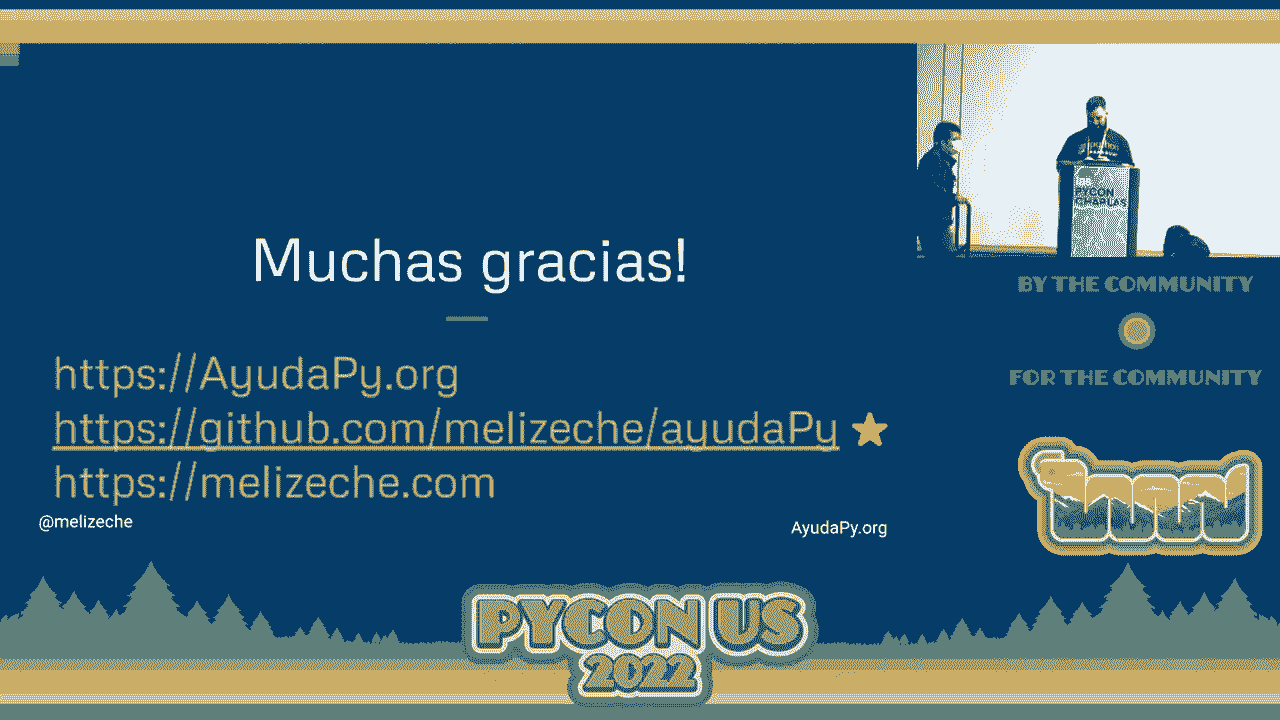 Muchas gracias!
https://AyudaPy.org
https://github.com/melizeche/ayudaPy
https://melizeche.com
@melizeche
AyudaPy.org
PYCON
CHARLAS
BY THE COMMUNITY
FOR THE COMMUNITY
PYCON US
2022